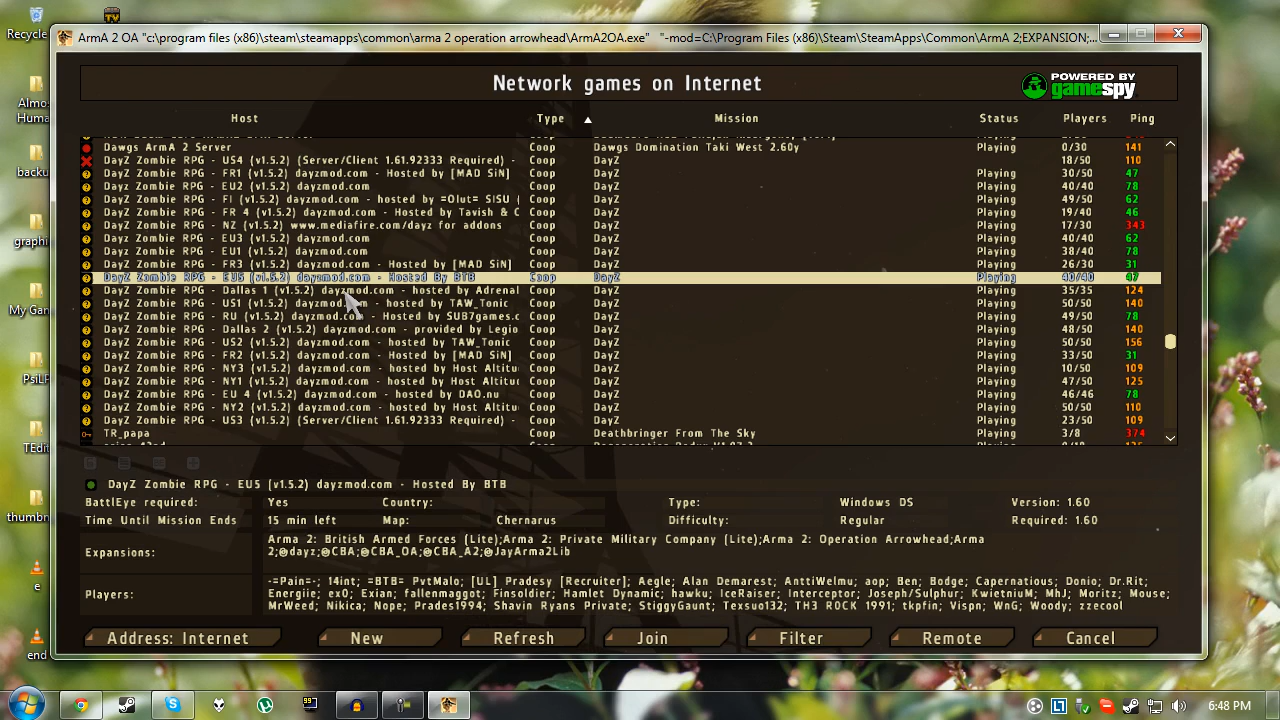 Recycle
TV
ArmA 2 OA "c:\program files (x86)\steam\steamapps\common\arma 2 operation arrowhead\ArmA2OA.exe" "-mod=C:\Program Files (x86)\Steam\SteamApps\Common\ArmA 2;EXPANSION;...
Network games on Internet
POWERED BY
gamespy
Host Type Mission Status Players Ping
Dawgs ArmA 2 Server Coop Dawgs Domination Taki West 2.60y Playing 0/30 141
DayZ Zombie RPG - US4 (v1.5.2) (Server/Client 1.61.92333 Required) - Coop DayZ 18/50 110
DayZ Zombie RPG - FR1 (v1.5.2) dayzmod.com - Hosted by [MAD SiN] Coop DayZ Playing 30/50 47
DayZ Zombie RPG - EU2 (v1.5.2) dayzmod.com Coop DayZ Playing 40/40 78
DayZ Zombie RPG - FI (v1.5.2) dayzmod.com - hosted by =Olut= SISU ( Coop DayZ Playing 49/50 62
DayZ Zombie RPG - FR 4 (v1.5.2) dayzmod.com - Hosted by Tavish & C Coop DayZ Playing 19/40 46
DayZ Zombie RPG - NZ (v1.5.2) www.mediafire.com/dayz for addons Coop DayZ Playing 17/30 343
DayZ Zombie RPG - EU3 (v1.5.2) dayzmod.com Coop DayZ Playing 40/40 62
DayZ Zombie RPG - EU1 (v1.5.2) dayzmod.com Coop DayZ Playing 38/40 78
DayZ Zombie RPG - FR3 (v1.5.2) dayzmod.com - Hosted by [MAD SiN] Coop DayZ Playing 26/30 31
DayZ Zombie RPG - EU5 (v1.5.2) dayzmod.com - Hosted By BTB Coop DayZ Playing 40/40 47
DayZ Zombie RPG - Dallas 1 (v1.5.2) dayzmod.com - hosted by Adrenal Coop DayZ Playing 35/35 124
DayZ Zombie RPG - US1 (v1.5.2) dayzmod.com - hosted by TAW_Tonic Coop DayZ Playing 50/50 140
DayZ Zombie RPG - RU (v1.5.2) dayzmod.com - Hosted by SUB7games.c Coop DayZ Playing 49/50 78
DayZ Zombie RPG - Dallas 2 (v1.5.2) dayzmod.com - provided by Legio Coop DayZ Playing 48/50 140
DayZ Zombie RPG - US2 (v1.5.2) dayzmod.com - hosted by TAW_Tonic Coop DayZ Playing 50/50 156
DayZ Zombie RPG - FR2 (v1.5.2) dayzmod.com - Hosted by [MAD SiN] Coop DayZ Playing 33/50 31
DayZ Zombie RPG - NY3 (v1.5.2) dayzmod.com - hosted by Host Altitu Coop DayZ Playing 10/50 109
DayZ Zombie RPG - NY1 (v1.5.2) dayzmod.com - hosted by Host Altitu Coop DayZ Playing 47/50 125
DayZ Zombie RPG - EU 4 (v1.5.2) dayzmod.com - hosted by DAO.nu Coop DayZ Playing 46/46 78
DayZ Zombie RPG - NY2 (v1.5.2) dayzmod.com - hosted by Host Altitu Coop DayZ Playing 50/50 110
DayZ Zombie RPG - US3 (v1.5.2) (Server/Client 1.61.92333 Required) - Coop DayZ Playing 23/50 109
TR_papa Coop Deathbringer From The Sky Playing 3/8 374
DayZ Zombie RPG - EU5 (v1.5.2) dayzmod.com - Hosted By BTB
BattlEye required: Yes Country: Type: Windows DS Version: 1.60
Time Until Mission Ends 15 min left Map: Chernarus Difficulty: Regular Required: 1.60
Expansions: Arma 2: British Armed Forces (Lite);Arma 2: Private Military Company (Lite);Arma 2: Operation Arrowhead;Arma
2;@dayz;@CBA;@CBA_OA;@CBA_A2;@JayArma2Lib
Players: -=Pain=-; 14int; =BTB= PvtMalo; [UL] Pradesy [Recruiter]; Aegle; Alan Demarest; AnttiWelmu; aop; Ben; Bodge; Capernatious; Donio; Dr.Rit;
Energiie; exO; Exian; fallenmaggot; Finsoldier; Hamlet Dynamic; hawku; IceRaiser; Interceptor; Joseph/Sulphur; KwietniuM; MhJ; Moritz; Mouse;
MrWeed; Nikica; Nope; Prades1994; Shavin Ryans Private; StiggyGaunt; Texsuo132; TH3 R0CK 1991; tkpfin; Vispn; WnG; Woody; zzecool
Address: Internet New Refresh Join Filter Remote Cancel
Almo
Huma
backu
graphi
My Gan
PsiLP
TEdit
thumbn
e
end
99
6:48 PM